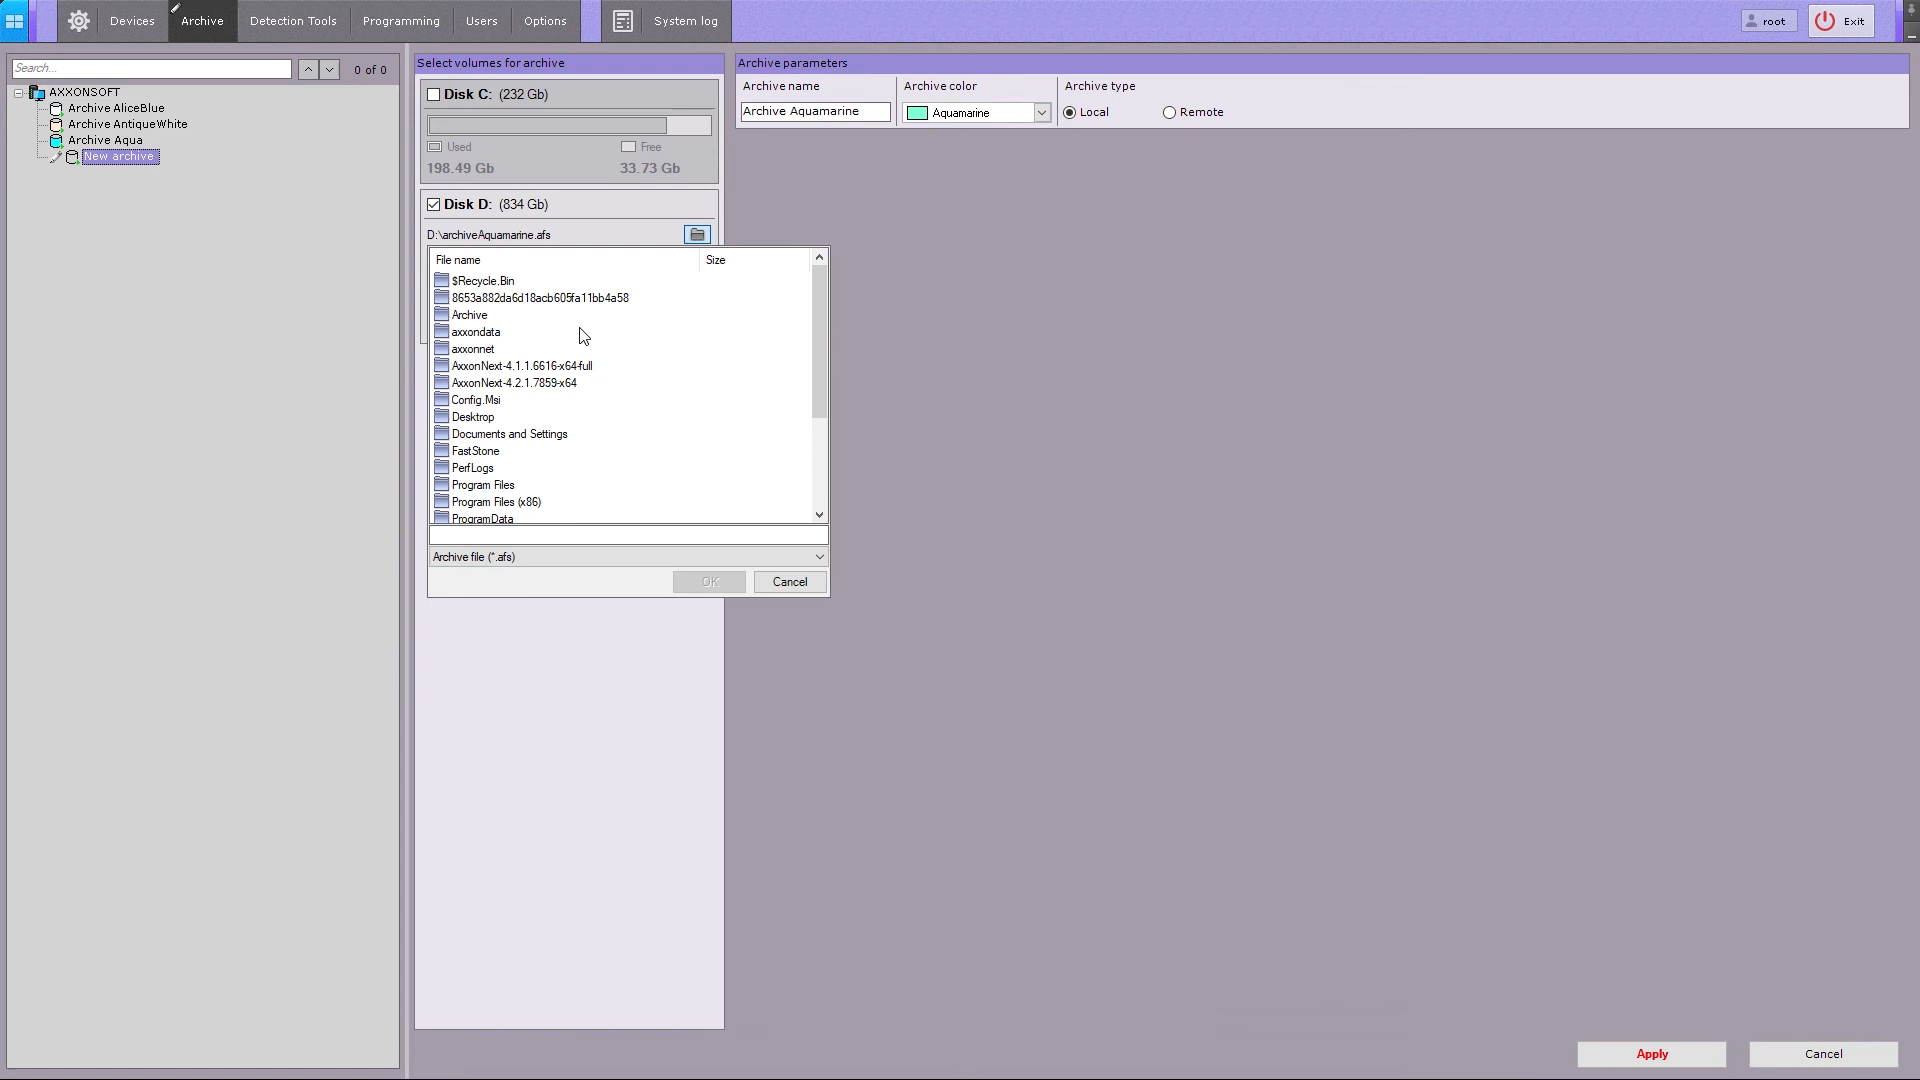 Devices
Archive
Detection Tools
Programming
Users
Options
System log
root
Exit
Search...
0 of 0
AXXONSOFT
Archive AliceBlue
Archive AntiqueWhite
Archive Aqua
New archive
Select volumes for archive
Disk C: (232 Gb)
Used
Free
198.49 Gb
33.73 Gb
Disk D: (834 Gb)
D:\archiveAquamarine.afs
File name
Size
$Recycle.Bin
8653a882da6d18acb605fa11bb4a58
Archive
axxondata
axxonnet
AxxonNext-4.1.1.6616-x64-full
AxxonNext-4.2.1.7859-x64
Config.Msi
Desktrop
Documents and Settings
FastStone
PerfLogs
Program Files
Program Files (x86)
ProgramData
Archive file (*.afs)
OK
Cancel
Archive parameters
Archive name
Archive color
Archive type
Archive Aquamarine
Aquamarine
Local
Remote
Apply
Cancel